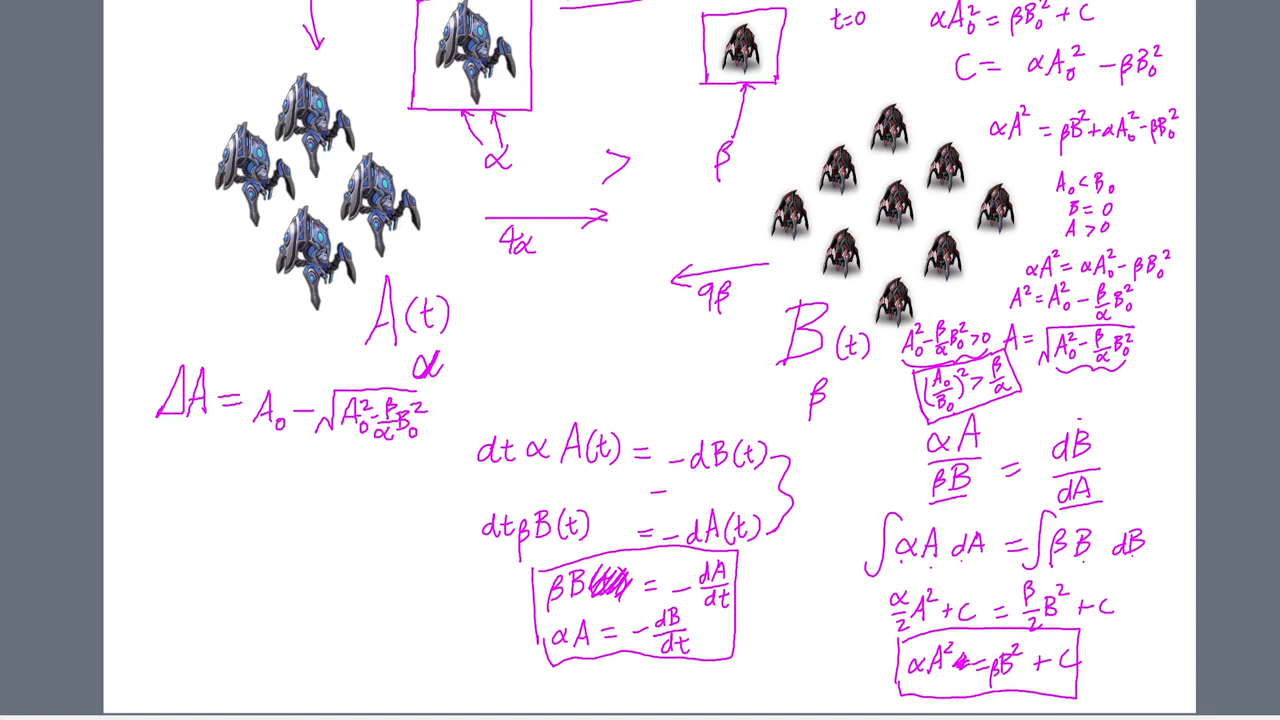 t=0
αA₀² = βB₀² + C
C = αA₀² - βB₀²
αA² = βB² + αA₀² - βB₀²
α > β
A₀ < B₀
B = 0
A > 0
4α
9β
αA² = αA₀² - βB₀²
A² = A₀² - β/α B₀²
A(t)
α
B(t)
β
A₀² - β/α B₀² > 0
A = √(A₀² - β/α B₀²)
(A₀/B₀)² > β/α
ΔA = A₀ - √(A₀² - β/α B₀²)
dt α A(t) = -dB(t)
-
dt β B(t) = -dA(t)
βB = - dA/dt
αA = - dB/dt
αA/βB = dB/dA
∫ αA dA = ∫ βB dB
α/2 A² + C = β/2 B² + C
αA² = βB² + C